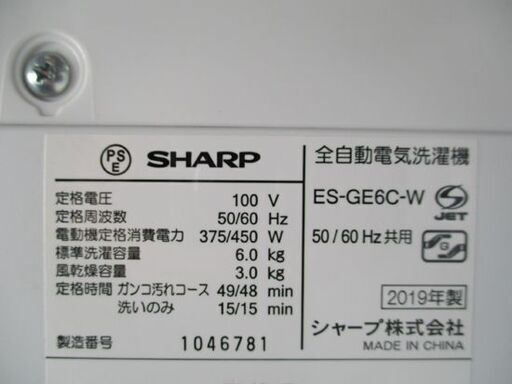 PS E SHARP
定格電圧 100 V
定格周波数 50/60 Hz
電動機定格消費電力 375/450 W
標準洗濯容量 6.0 kg
風乾燥容量 3.0 kg
定格時間 ガンコ汚れコース 49/48 min
洗いのみ 15/15 min
製造番号 1046781
全自動電気洗濯機
ES-GE6C-W
JET
50/60 Hz 共用
G
2019年製
シャープ株式会社
MADE IN CHINA